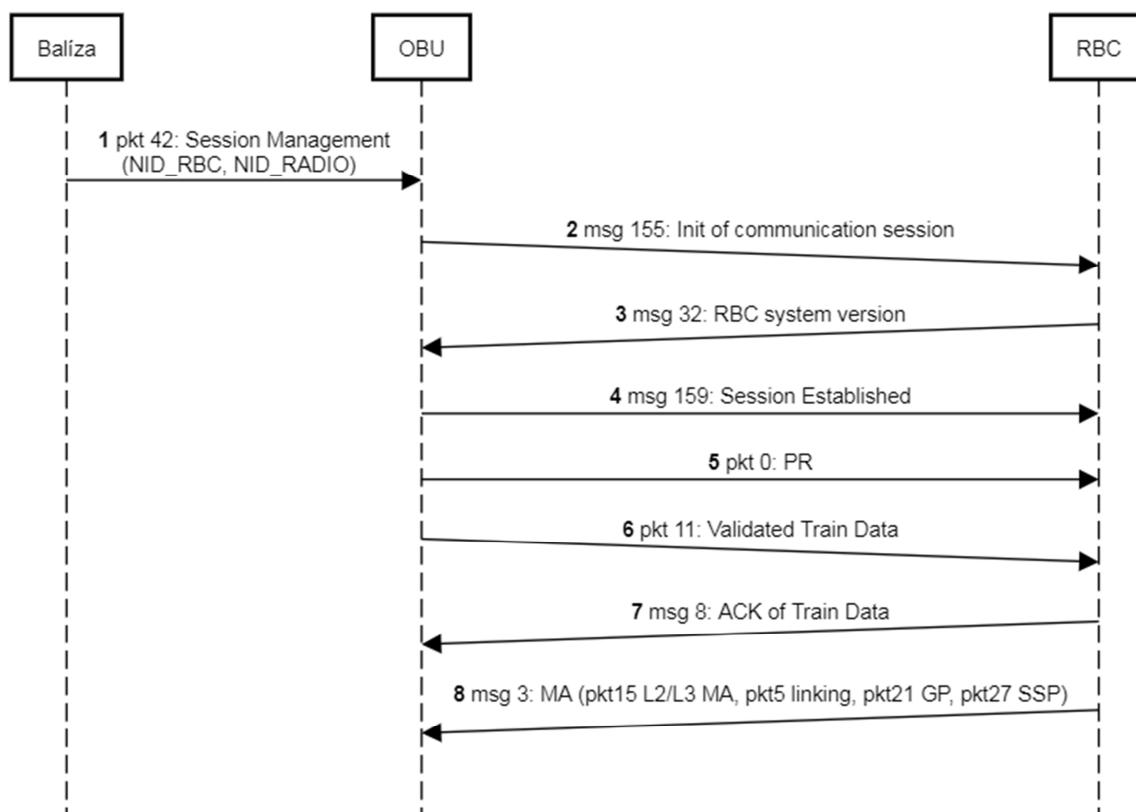 Balíza
OBU
RBC
1 pkt 42: Session Management
(NID_RBC, NID_RADIO)
2 msg 155: Init of communication session
3 msg 32: RBC system version
4 msg 159: Session Established
5 pkt 0: PR
6 pkt 11: Validated Train Data
7 msg 8: ACK of Train Data
8 msg 3: MA (pkt15 L2/L3 MA, pkt5 linking, pkt21 GP, pkt27 SSP)